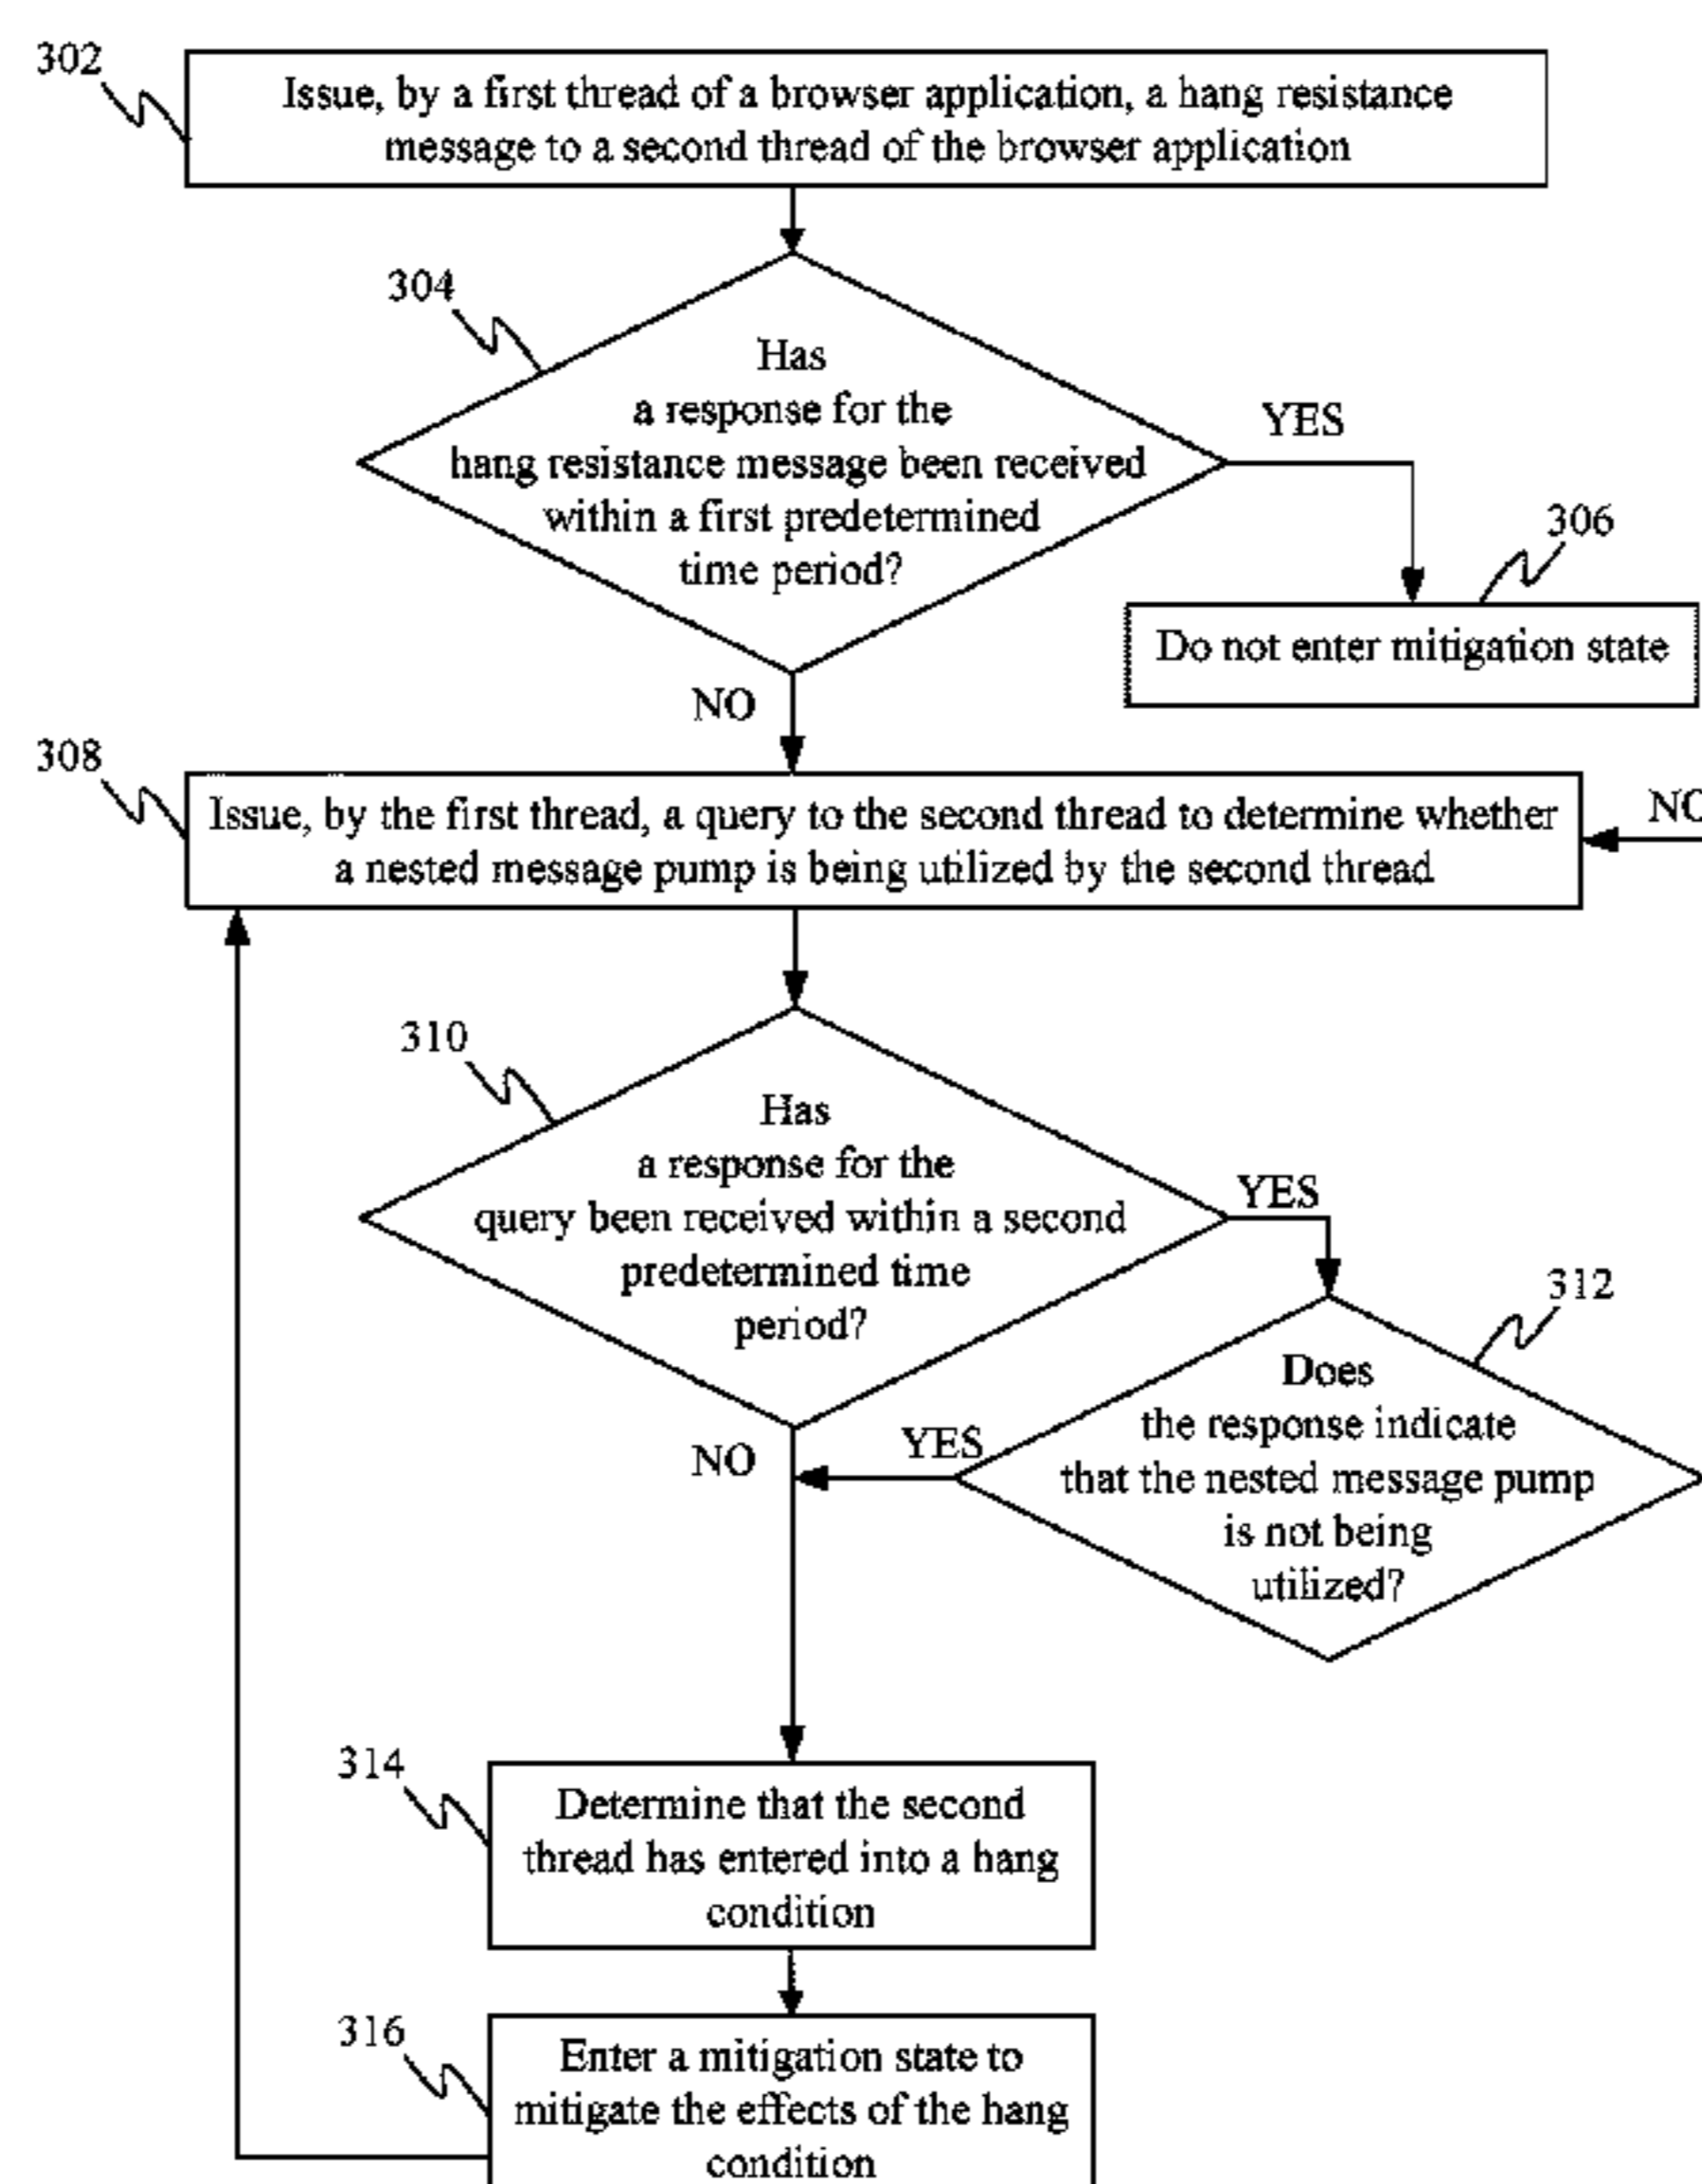 302
Issue, by a first thread of a browser application, a hang resistance
message to a second thread of the browser application
304
Has
a response for the
hang resistance message been received
within a first predetermined
time period?
YES
306
Do not enter mitigation state
NO
308
Issue, by the first thread, a query to the second thread to determine whether
a nested message pump is being utilized by the second thread
NO
310
Has
a response for the
query been received within a second
predetermined time
period?
YES
312
Does
the response indicate
that the nested message pump
is not being
utilized?
YES
NO
314
Determine that the second
thread has entered into a hang
condition
316
Enter a mitigation state to
mitigate the effects of the hang
condition